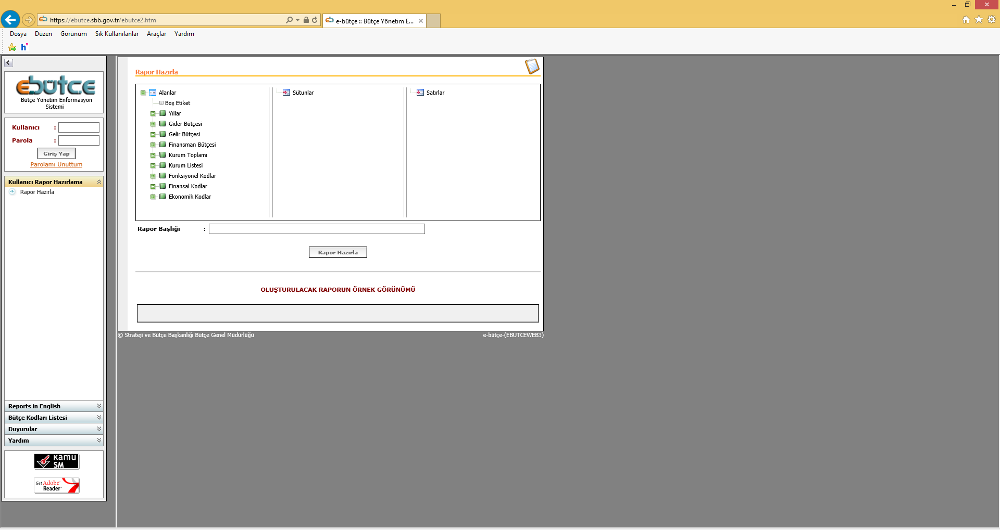 https://ebutce.sbb.gov.tr/ebutce2.htm
e-bütçe :: Bütçe Yönetim E...
Dosya Düzen Görünüm Sık Kullanılanlar Araçlar Yardım
ebütçe
Bütçe Yönetim Enformasyon
Sistemi
Kullanıcı :
Parola :
Giriş Yap
Parolamı Unuttum
Kullanıcı Rapor Hazırlama
Rapor Hazırla
Reports in English
Bütçe Kodları Listesi
Duyurular
Yardım
KAMU
SM
Get Adobe
Reader
Rapor Hazırla
Alanlar
Boş Etiket
Yıllar
Gider Bütçesi
Gelir Bütçesi
Finansman Bütçesi
Kurum Toplamı
Kurum Listesi
Fonksiyonel Kodlar
Finansal Kodlar
Ekonomik Kodlar
Sütunlar
Satırlar
Rapor Başlığı :
Rapor Hazırla
OLUŞTURULACAK RAPORUN ÖRNEK GÖRÜNÜMÜ
© Strateji ve Bütçe Başkanlığı Bütçe Genel Müdürlüğü
e-bütçe-(EBUTCEWEB3)